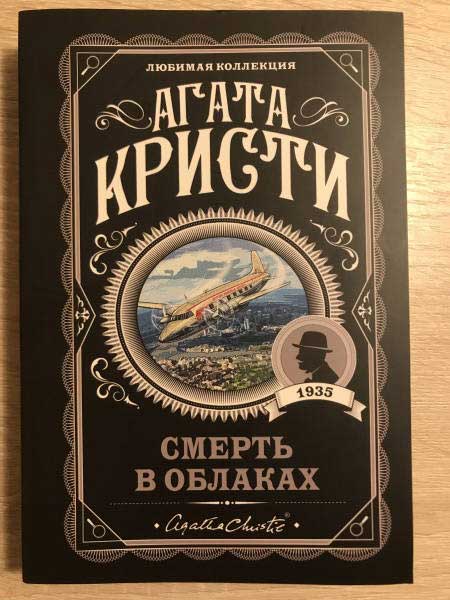 ЛЮБИМАЯ КОЛЛЕКЦИЯ
АГАТА
КРИСТИ
1935
СМЕРТЬ
В ОБЛАКАХ
Agatha Christie®